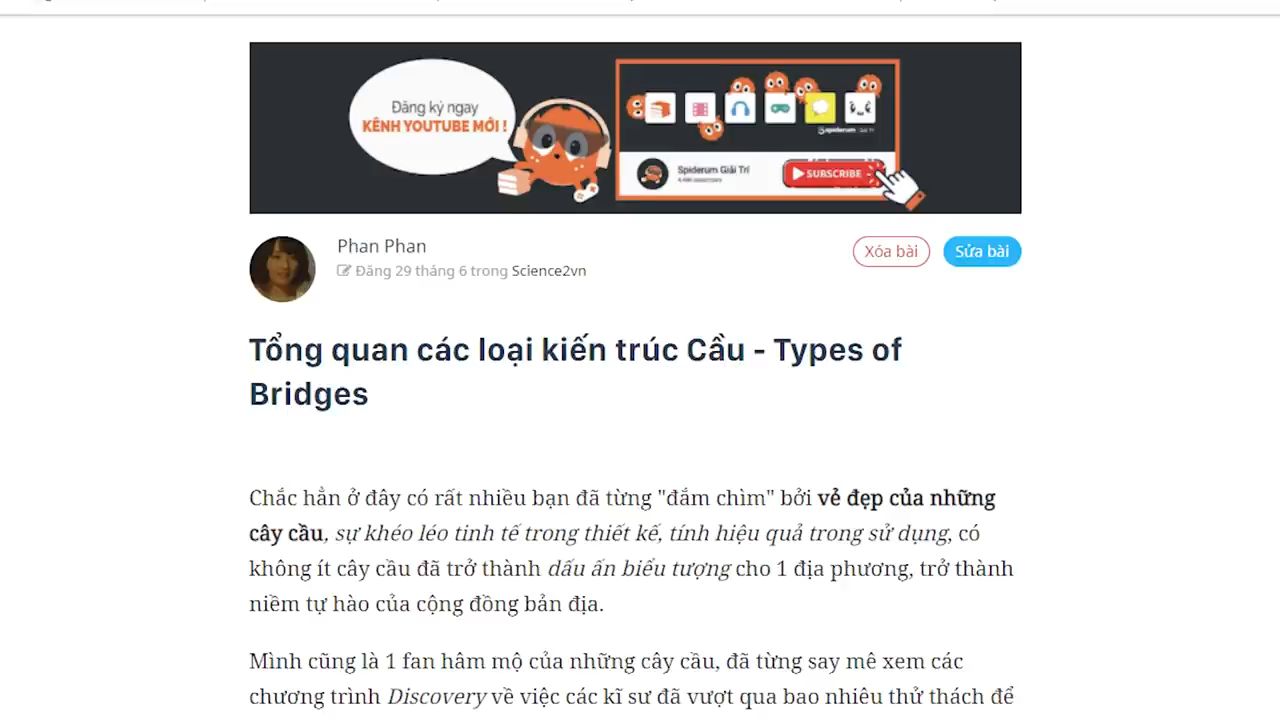 Đăng ký ngay
KÊNH YOUTUBE MỚI !
Spiderum Giải Trí
SUBSCRIBE
Phan Phan
Đăng 29 tháng 6 trong Science2vn
Xóa bài
Sửa bài
Tổng quan các loại kiến trúc Cầu - Types of
Bridges
Chắc hẳn ở đây có rất nhiều bạn đã từng "đắm chìm" bởi vẻ đẹp của những
cây cầu, sự khéo léo tinh tế trong thiết kế, tính hiệu quả trong sử dụng, có
không ít cây cầu đã trở thành dấu ấn biểu tượng cho 1 địa phương, trở thành
niềm tự hào của cộng đồng bản địa.
Mình cũng là 1 fan hâm mộ của những cây cầu, đã từng say mê xem các
chương trình Discovery về việc các kĩ sư đã vượt qua bao nhiêu thử thách để